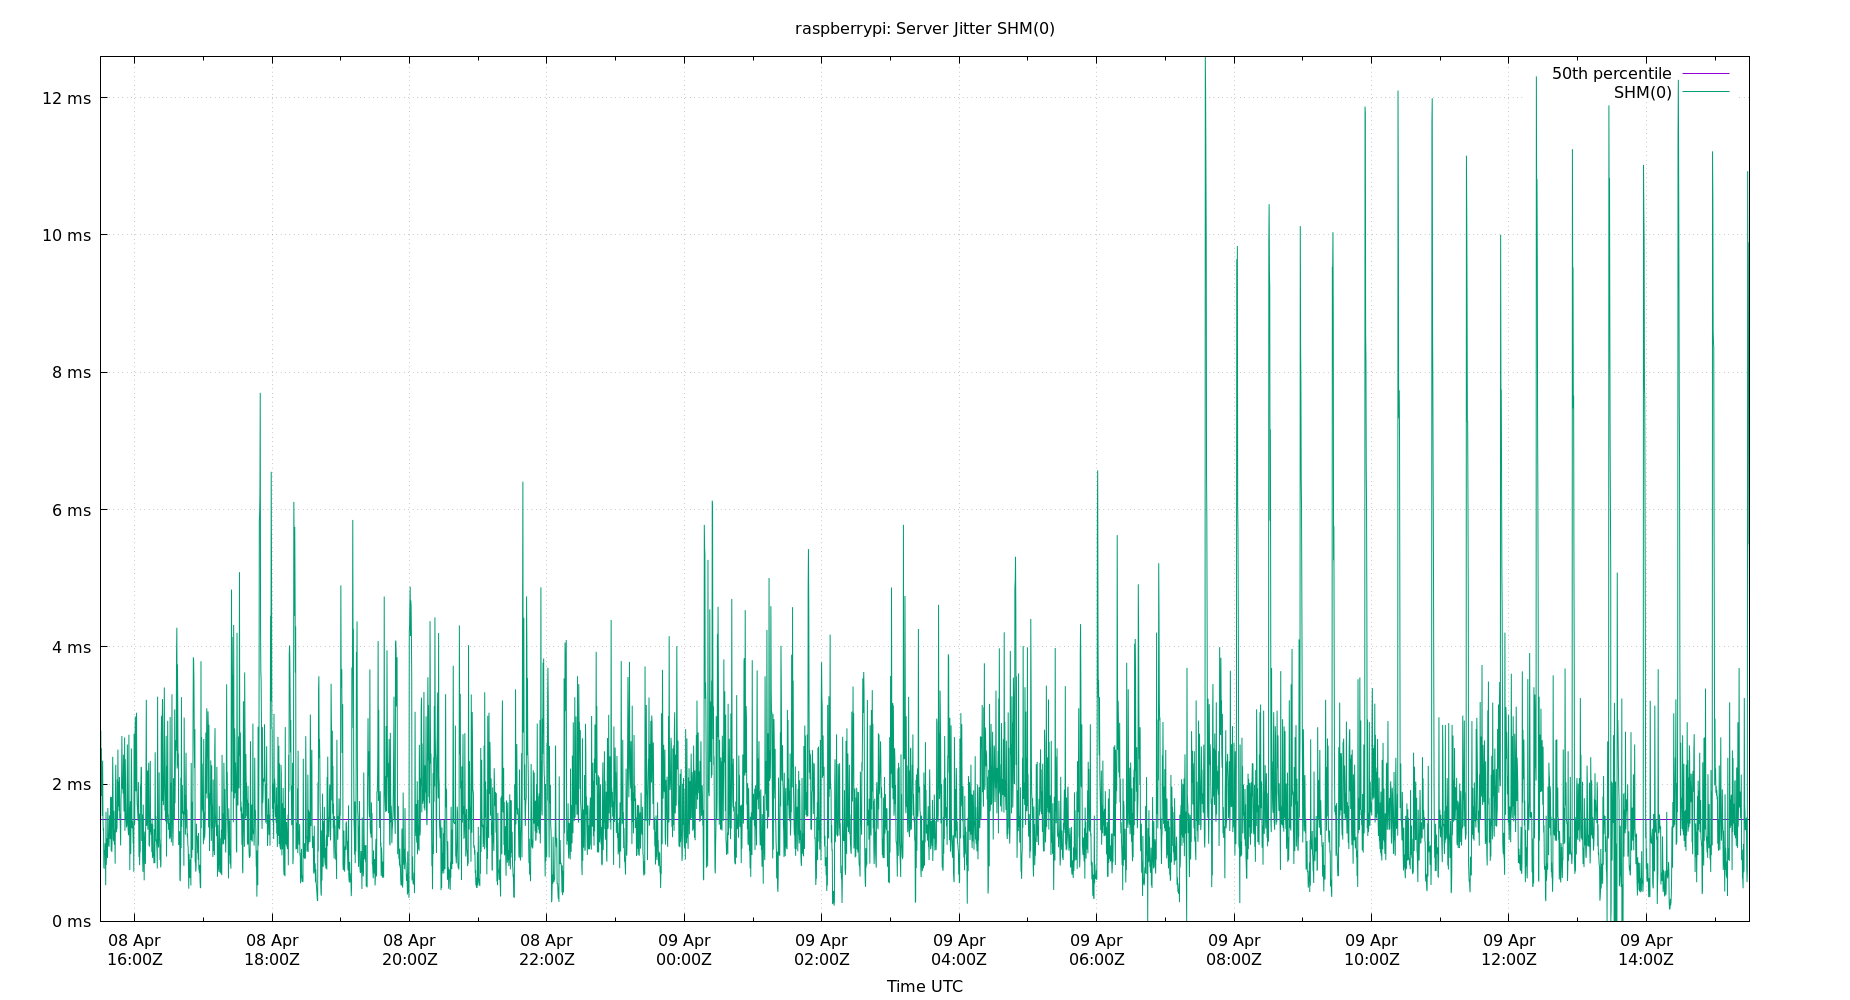 raspberrypi: Server Jitter SHM(0)
50th percentile
SHM(0)
12 ms
10 ms
8 ms
6 ms
4 ms
2 ms
0 ms
08 Apr 08 Apr 08 Apr 08 Apr 09 Apr 09 Apr 09 Apr 09 Apr 09 Apr 09 Apr 09 Apr 09 Apr
16:00Z 18:00Z 20:00Z 22:00Z 00:00Z 02:00Z 04:00Z 06:00Z 08:00Z 10:00Z 12:00Z 14:00Z
Time UTC